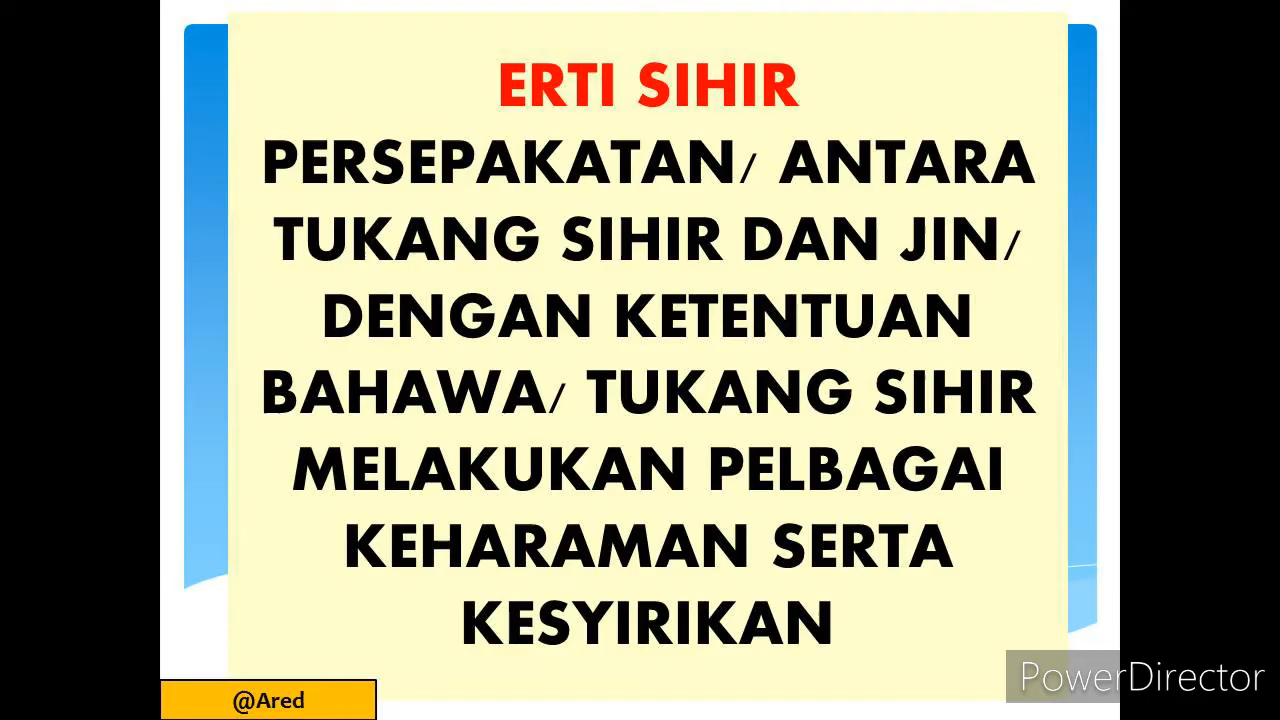 ERTI SIHIR
PERSEPAKATAN/ ANTARA
TUKANG SIHIR DAN JIN/
DENGAN KETENTUAN
BAHAWA/ TUKANG SIHIR
MELAKUKAN PELBAGAI
KEHARAMAN SERTA
KESYIRIKAN
PowerDirector
@Ared